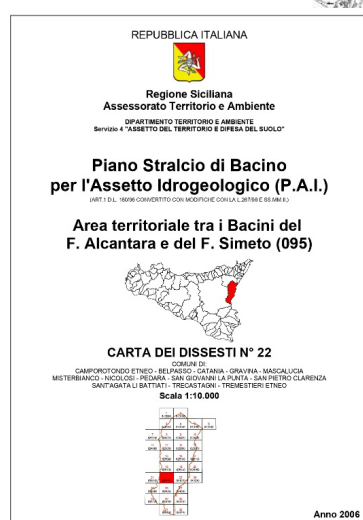 REPUBBLICA ITALIANA
Regione Siciliana
Assessorato Territorio e Ambiente
DIPARTIMENTO TERRITORIO E AMBIENTE
Servizio 4 "ASSETTO DEL TERRITORIO E DIFESA DEL SUOLO"
Piano Stralcio di Bacino
per l'Assetto Idrogeologico (P.A.I.)
(ART.1 D.L. 180/98 CONVERTITO CON MODIFICHE CON LA L.267/98 E SS.MM.II.)
Area territoriale tra i Bacini del
F. Alcantara e del F. Simeto (095)
CARTA DEI DISSESTI N° 22
COMUNI DI:
CAMPOROTONDO ETNEO - BELPASSO - CATANIA - GRAVINA - MASCALUCIA
MISTERBIANCO - NICOLOSI - PEDARA - SAN GIOVANNI LA PUNTA - SAN PIETRO CLARENZA
SANT'AGATA LI BATTIATI - TRECASTAGNI - TREMESTIERI ETNEO
Scala 1:10.000
Anno 2006